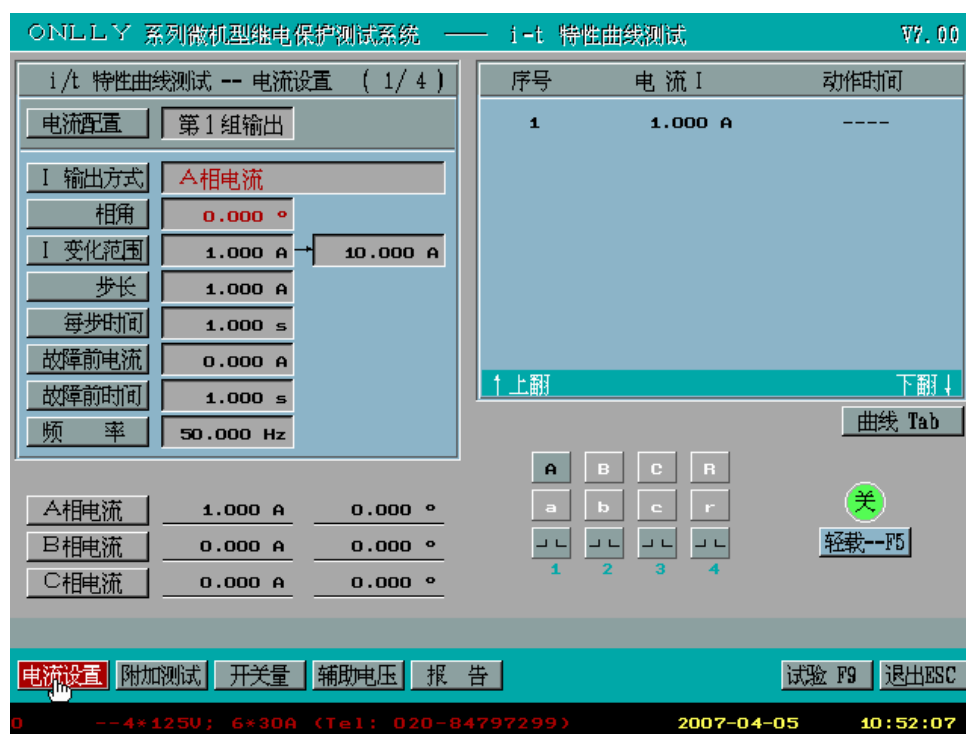 ONLLY 系列微机型继电保护测试系统 —— i-t 特性曲线测试 V7.00
i/t 特性曲线测试 -- 电流设置 ( 1/4 )
电流配置 第1组输出
I 输出方式 A相电流
相角 0.000 °
I 变化范围 1.000 A → 10.000 A
步长 1.000 A
每步时间 1.000 s
故障前电流 0.000 A
故障前时间 1.000 s
频 率 50.000 Hz
A相电流 1.000 A 0.000 °
B相电流 0.000 A 0.000 °
C相电流 0.000 A 0.000 °
序号 电 流 I 动作时间
1 1.000 A ----
↑上翻 下翻↓
曲线 Tab
A B C R
a b c r
1 2 3 4
关
轻载--F5
电流设置 附加测试 开关量 辅助电压 报 告 试验 F9 退出ESC
0 --4*125V; 6*30A (Tel: 020-84797299) 2007-04-05 10:52:07